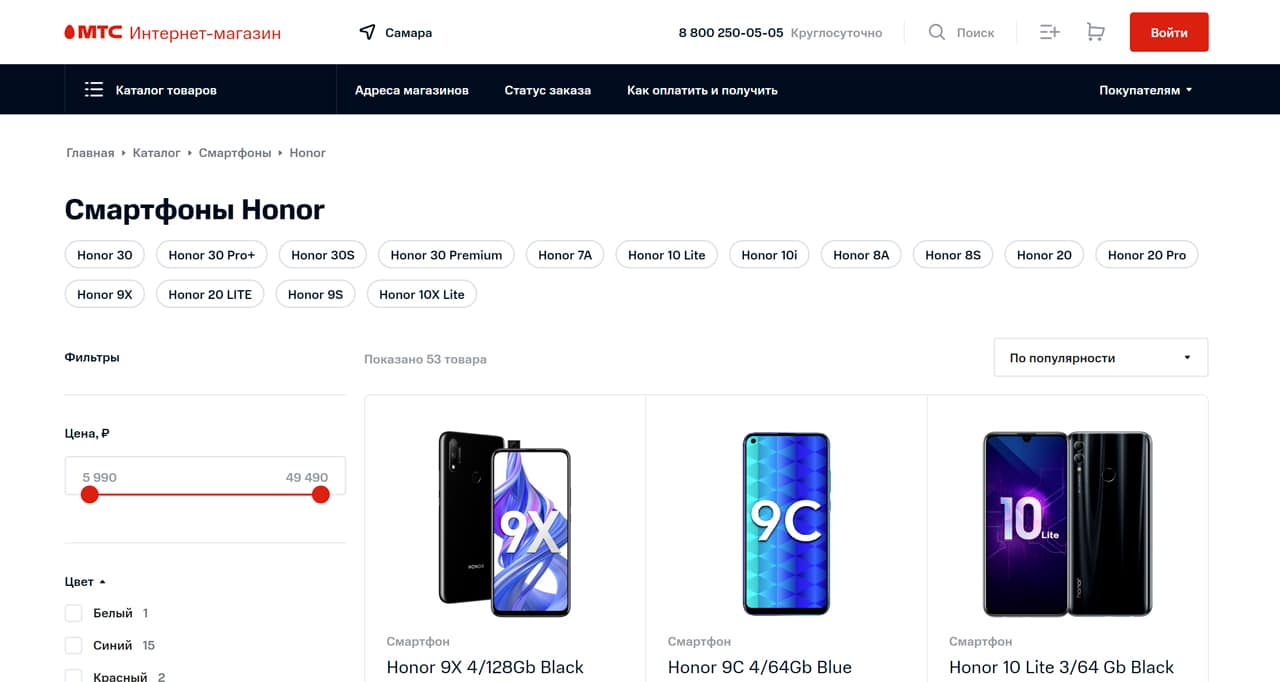 МТС Интернет-магазин
Самара
8 800 250-05-05 Круглосуточно
Поиск
Войти
Каталог товаров
Адреса магазинов
Статус заказа
Как оплатить и получить
Покупателям
Главная Каталог Смартфоны Honor
Смартфоны Honor
Honor 30 Honor 30 Pro+ Honor 30S Honor 30 Premium Honor 7A Honor 10 Lite Honor 10i Honor 8A Honor 8S Honor 20 Honor 20 Pro
Honor 9X Honor 20 LITE Honor 9S Honor 10X Lite
Фильтры
Показано 53 товара
По популярности
Цена, ₽
5 990 49 490
Цвет
Белый 1
Синий 15
Красный 2
HONOR
9X
Смартфон
Honor 9X 4/128Gb Black
9C
Смартфон
Honor 9C 4/64Gb Blue
10 Lite
honor
Смартфон
Honor 10 Lite 3/64 Gb Black